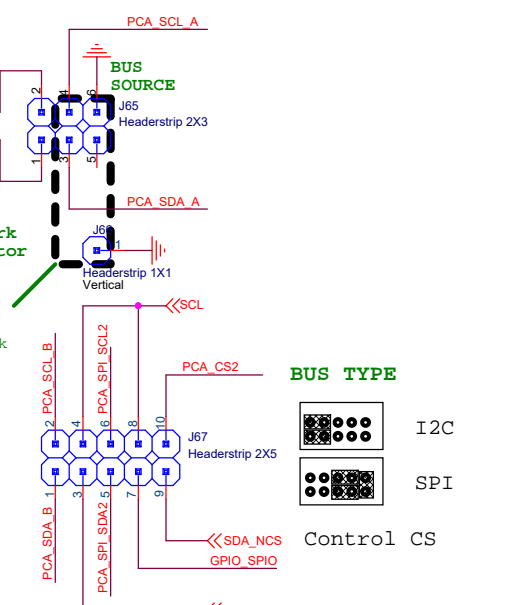 PCA_SCL_A
BUS
SOURCE
2
4
6
J65
Headerstrip 2X3
1
3
5
PCA_SDA_A
rk
tor
1
Headerstrip 1X1
Vertical
k
SCL
PCA_SCL_B
PCA_SPI_SCL2
PCA_CS2
BUS TYPE
2
4
6
8
10
J67
Headerstrip 2X5
I2C
SPI
1
3
5
7
9
PCA_SDA_B
PCA_SPI_SDA2
SDA_NCS
Control CS
GPIO_SPIO